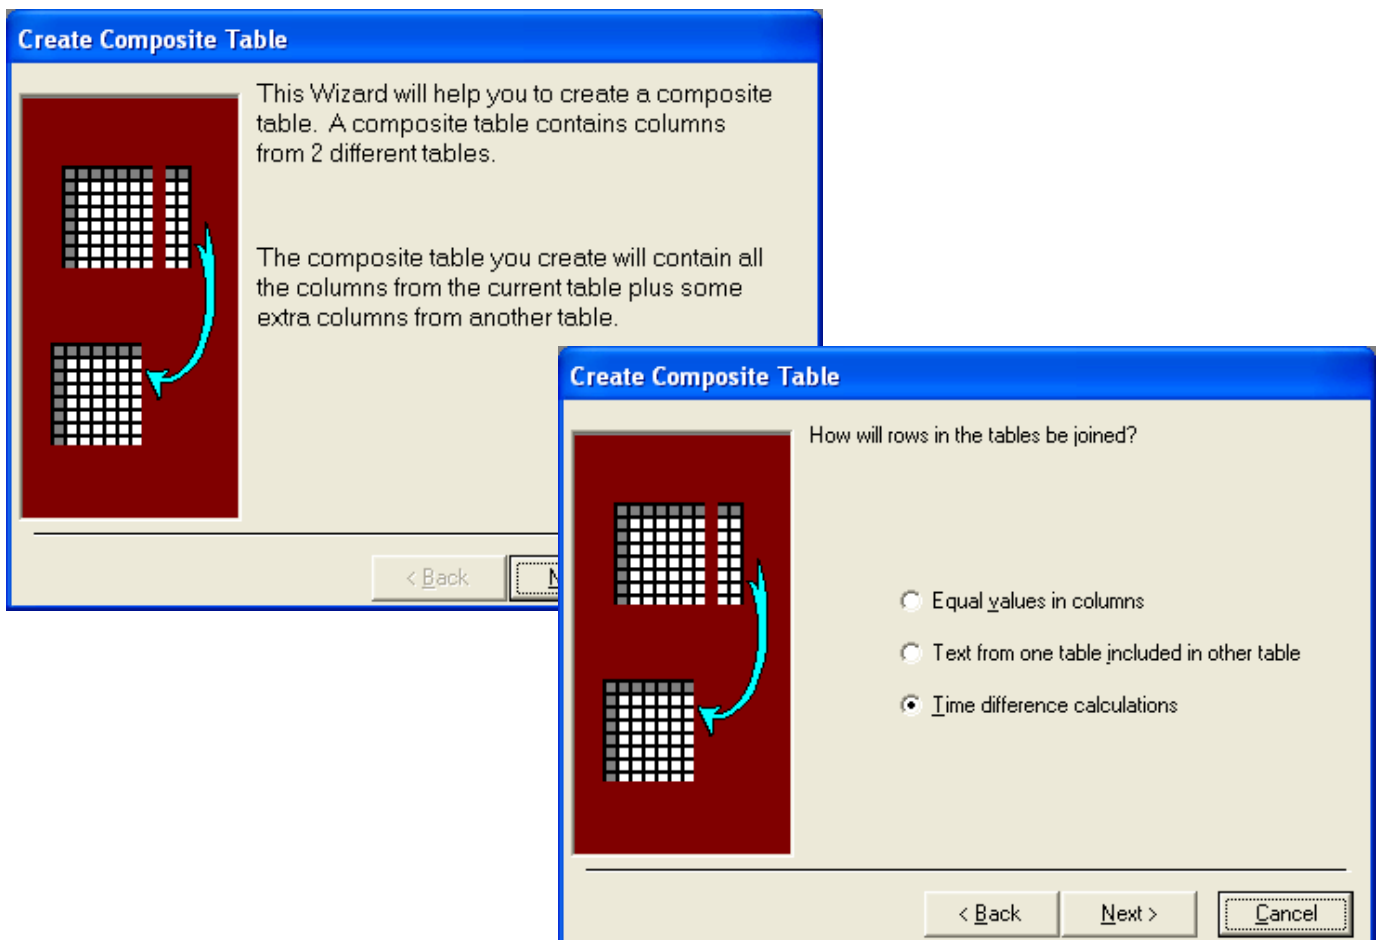 Create Composite Table
This Wizard will help you to create a composite
table.  A composite table contains columns
from 2 different tables.
The composite table you create will contain all
the columns from the current table plus some
extra columns from another table.
< Back
Create Composite Table
How will rows in the tables be joined?
Equal values in columns
Text from one table included in other table
Time difference calculations
< Back
Next >
Cancel